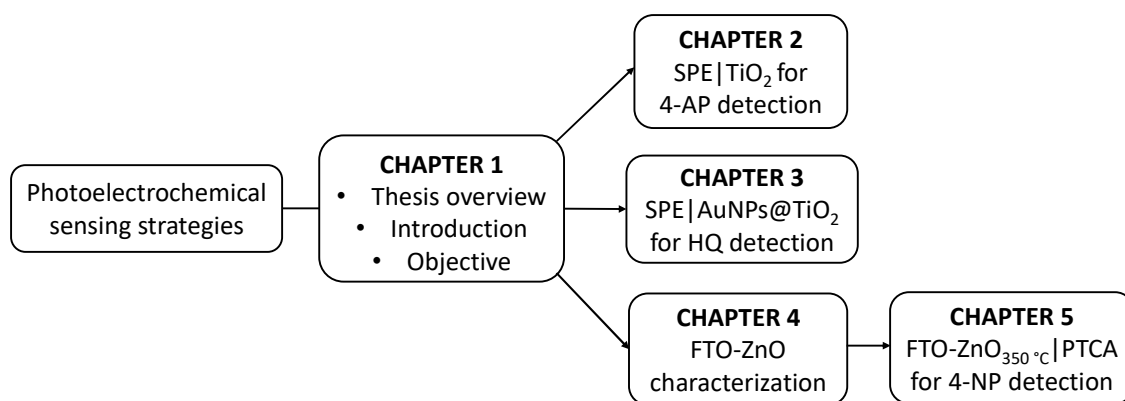 Photoelectrochemical
sensing strategies
CHAPTER 1
• Thesis overview
• Introduction
• Objective
CHAPTER 2
SPE|TiO₂ for
4-AP detection
CHAPTER 3
SPE|AuNPs@TiO₂
for HQ detection
CHAPTER 4
FTO-ZnO
characterization
CHAPTER 5
FTO-ZnO₃₅₀ °C|PTCA
for 4-NP detection